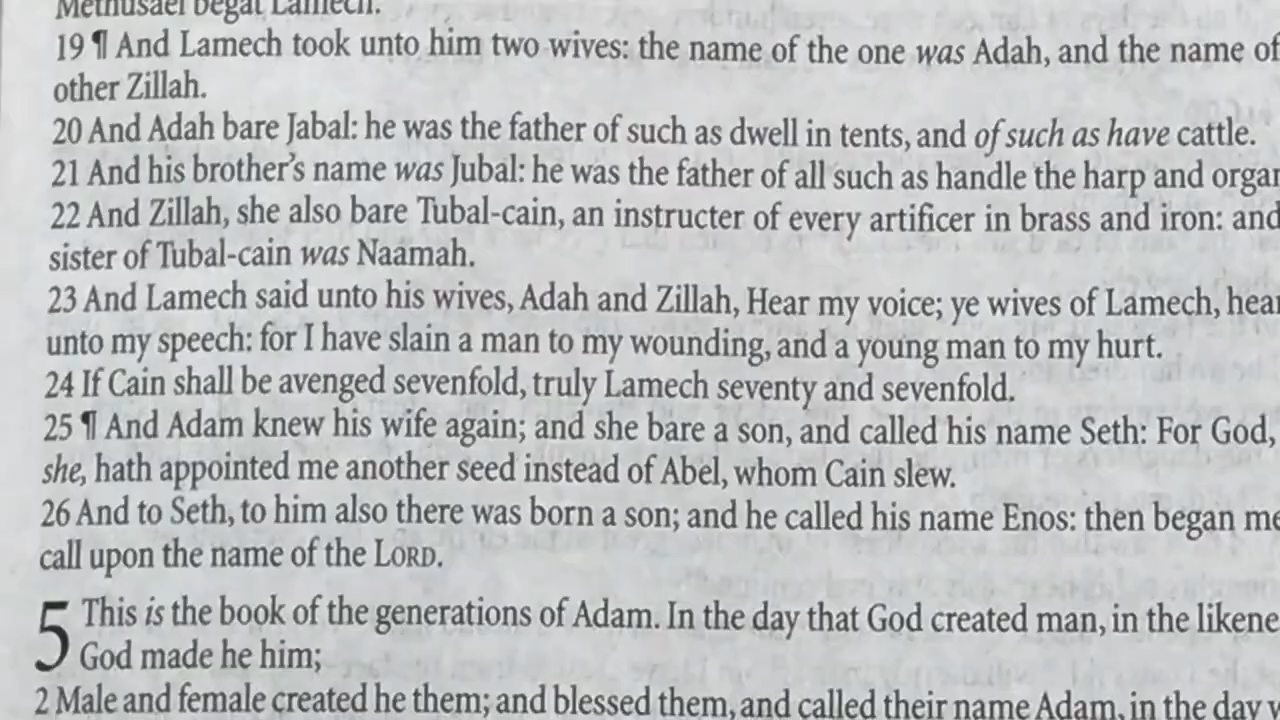 Methusael begat Lamech.
19 ¶ And Lamech took unto him two wives: the name of the one was Adah, and the name of
other Zillah.
20 And Adah bare Jabal: he was the father of such as dwell in tents, and of such as have cattle.
21 And his brother's name was Jubal: he was the father of all such as handle the harp and organ
22 And Zillah, she also bare Tubal-cain, an instructer of every artificer in brass and iron: and
sister of Tubal-cain was Naamah.
23 And Lamech said unto his wives, Adah and Zillah, Hear my voice; ye wives of Lamech,
unto my speech: for I have slain a man to my wounding, and a young man to my hurt.
24 If Cain shall be avenged sevenfold, truly Lamech seventy and sevenfold.
25 ¶ And Adam knew his wife again; and she bare a son, and called his name Seth: For God,
she, hath appointed me another seed instead of Abel, whom Cain slew.
26 And to Seth, to him also there was born a son; and he called his name Enos: then began
call upon the name of the LORD.
5 This is the book of the generations of Adam. In the day that God created man, in the
God made he him;
2 Male and female created he them; and blessed them, and called their name Adam, in the day